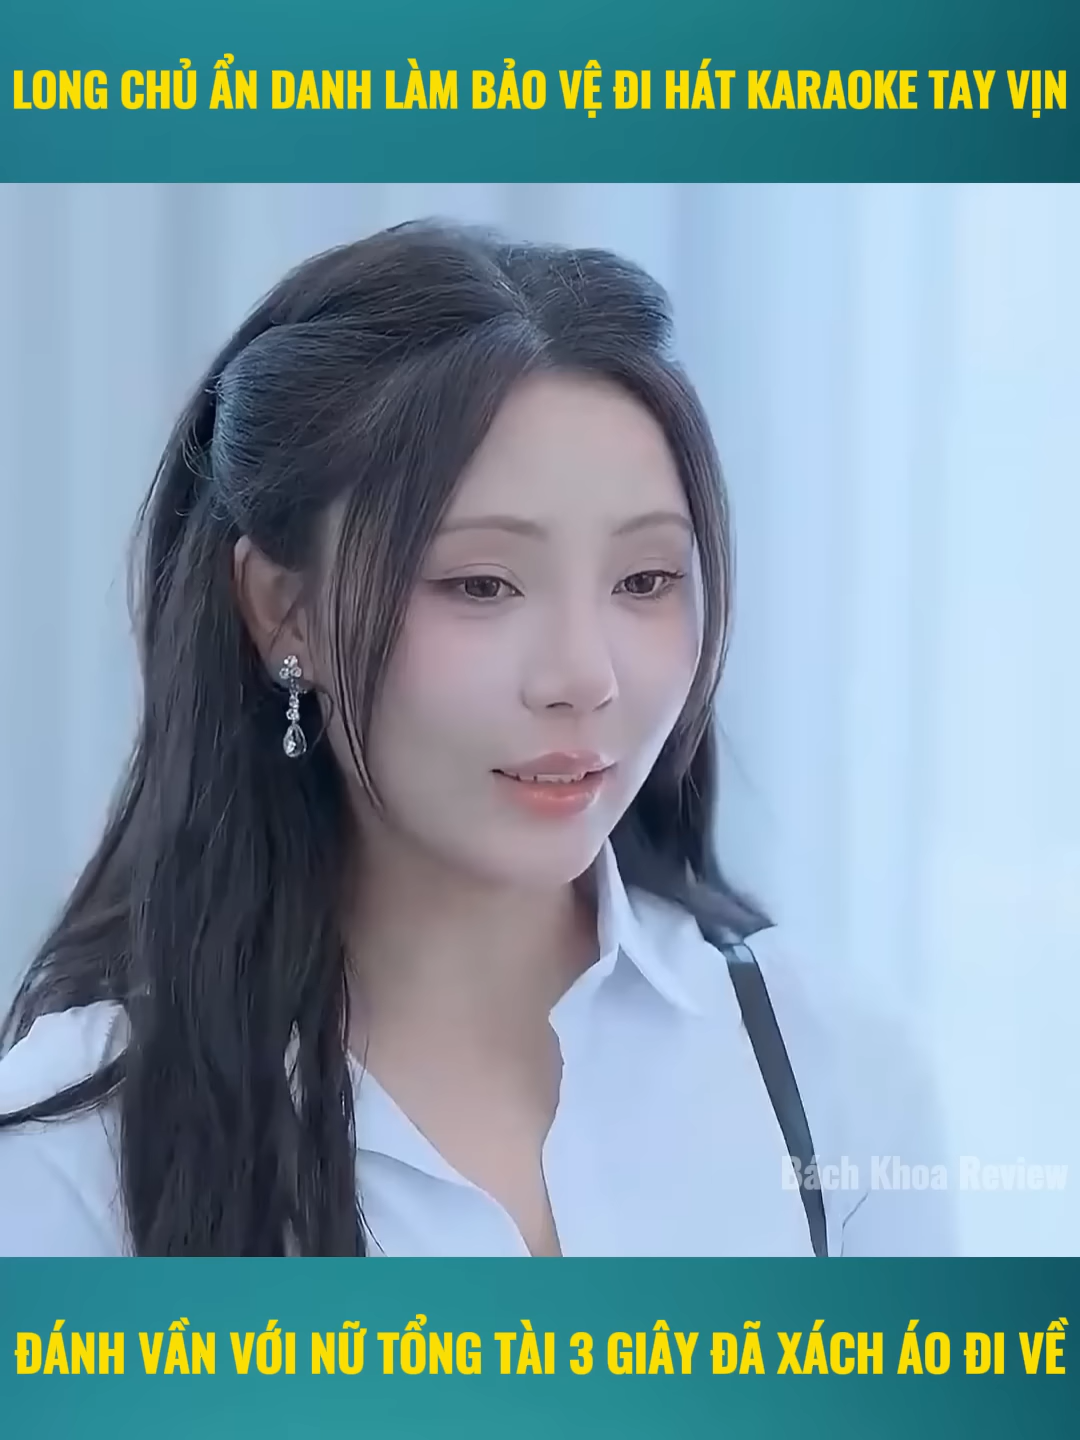 LONG CHỦ ẨN DANH LÀM BẢO VỆ ĐI HÁT KARAOKE TAY VỊN
Bách Khoa Review
ĐÁNH VẦN VỚI NỮ TỔNG TÀI 3 GIÂY ĐÃ XÁCH ÁO ĐI VỀ